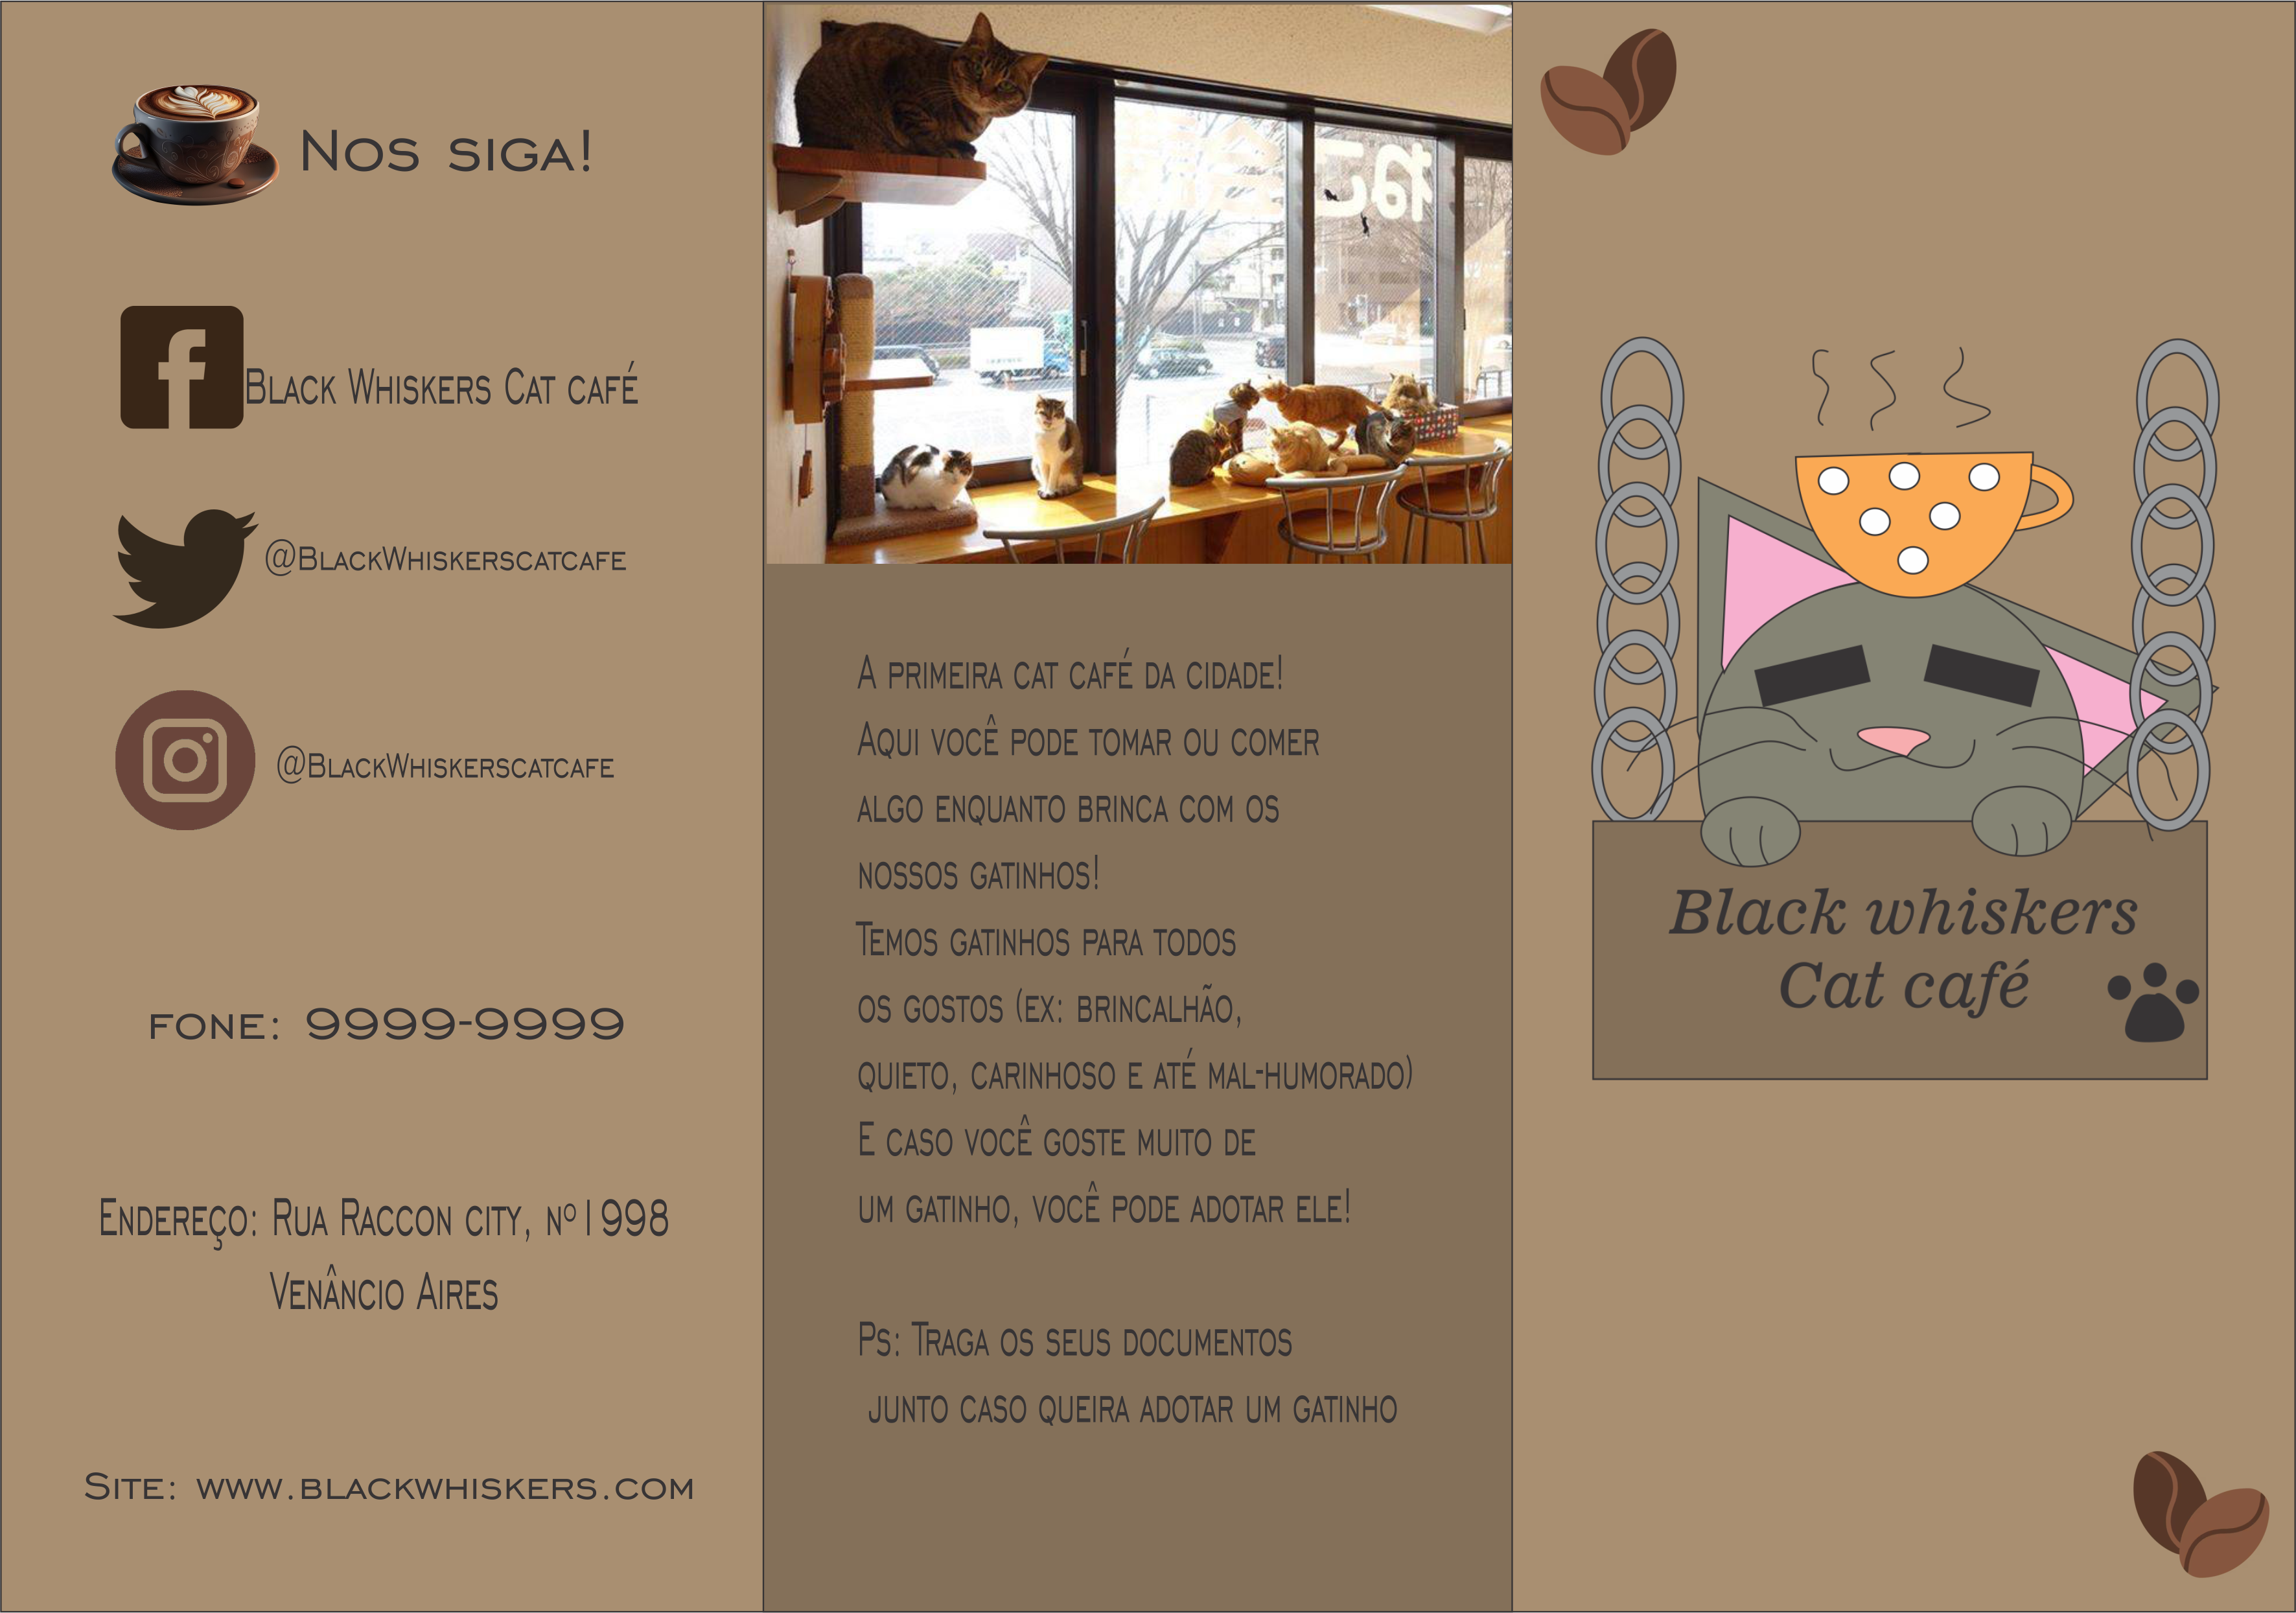 Nos siga!
Black Whiskers Cat café
@BlackWhiskerscatcafe
@BlackWhiskerscatcafe
fone: 9999-9999
Endereço: Rua Raccon city, nº1998
Venâncio Aires
Site: www.blackwhiskers.com
ねこ
A primeira cat café da cidade!
Aqui você pode tomar ou comer
algo enquanto brinca com os
nossos gatinhos!
Temos gatinhos para todos
os gostos (ex: brincalhão,
quieto, carinhoso e até mal-humorado)
E caso você goste muito de
um gatinho, você pode adotar ele!
Ps: Traga os seus documentos
junto caso queira adotar um gatinho
Black whiskers
Cat café